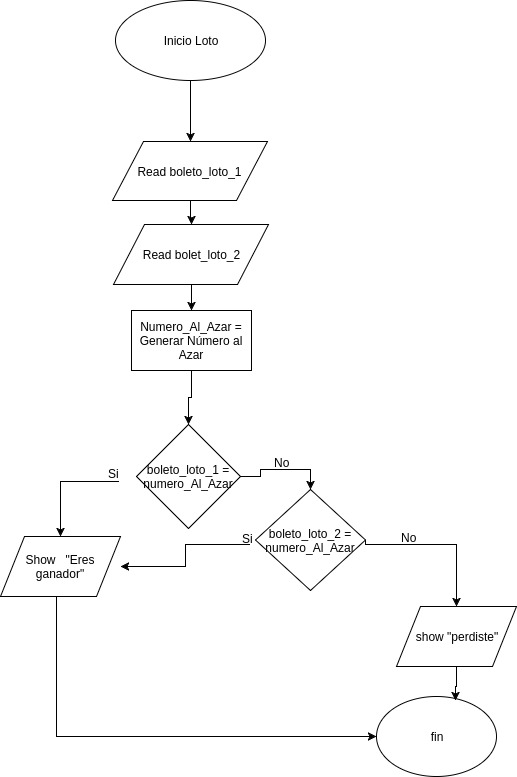 Inicio Loto
Read boleto_loto_1
Read bolet_loto_2
Numero_Al_Azar =
Generar Número al
Azar
boleto_loto_1 =
numero_Al_Azar
Si
No
boleto_loto_2 =
numero_Al_Azar
Si
No
Show "Eres
ganador"
show "perdiste"
fin